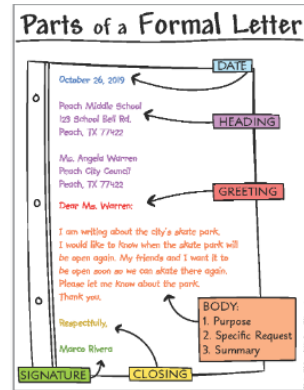 Parts of a Formal Letter
DATE
October 26, 2019
Peach Middle School
123 School Bell Rd.
Peach, TX 77422
HEADING
Ms. Angela Warren
Peach City Council
Peach, TX 77422
GREETING
Dear Ms. Warren:
I am writing about the city's skate park.
I would like to know when the skate park will
be open again. My friends and I want it to
be open soon so we can skate there again.
Please let me know about the park.
Thank you.
BODY:
1. Purpose
2. Specific Request
3. Summary
Respectfully,
Marco Rivera
SIGNATURE
CLOSING